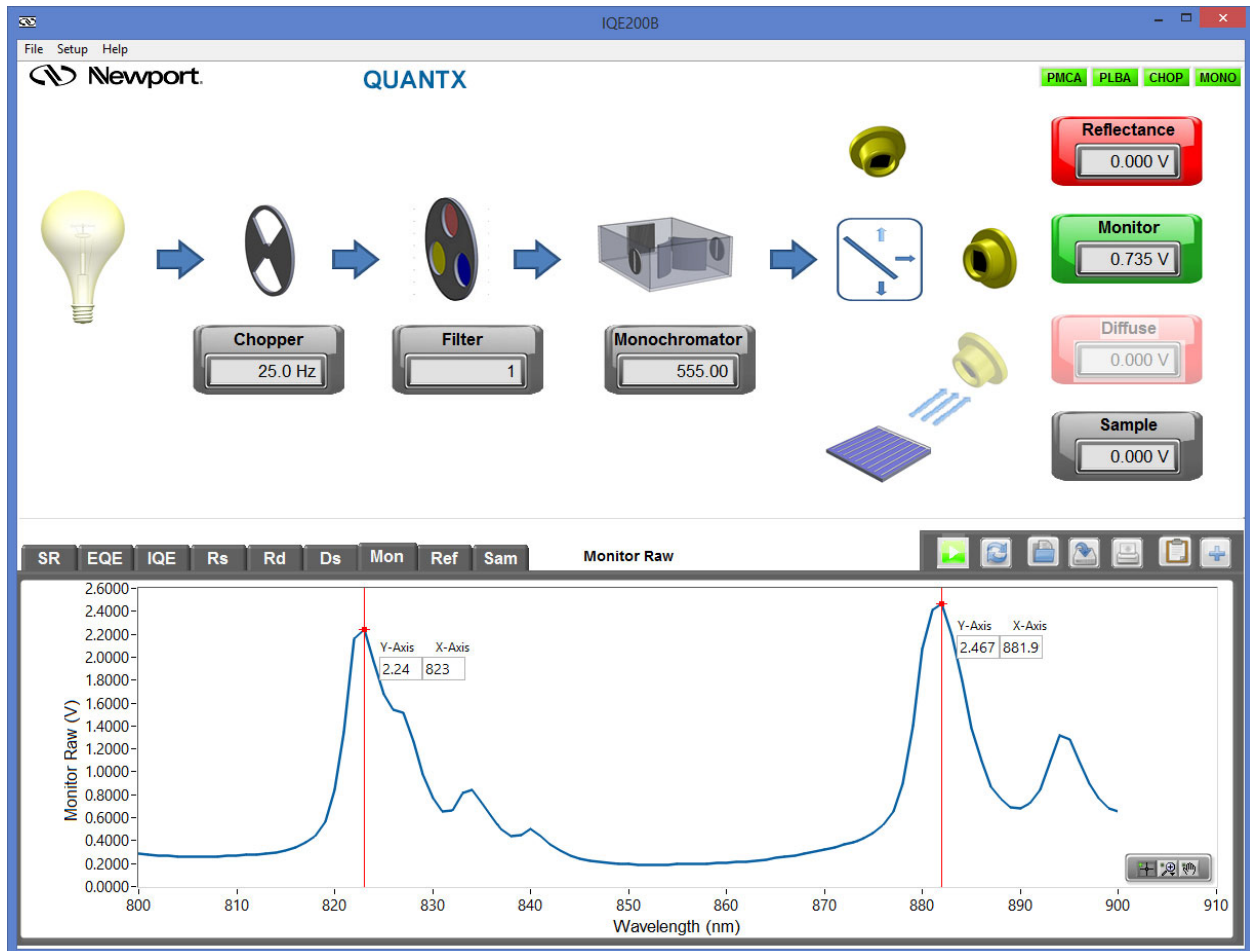 IQE200B
File Setup Help
Newport. QUANTX PMCA PLBA CHOP MONO
Reflectance
0.000 V
Monitor
0.735 V
Chopper
25.0 Hz
Filter
1
Monochromator
555.00
Diffuse
0.000 V
Sample
0.000 V
SR EQE IQE Rs Rd Ds Mon Ref Sam Monitor Raw
Monitor Raw (V)
2.6000
2.4000
2.2000
2.0000
1.8000
1.6000
1.4000
1.2000
1.0000
0.8000
0.6000
0.4000
0.2000
0.0000
Y-Axis X-Axis
2.24 823
Y-Axis X-Axis
2.467 881.9
800 810 820 830 840 850 860 870 880 890 900 910
Wavelength (nm)